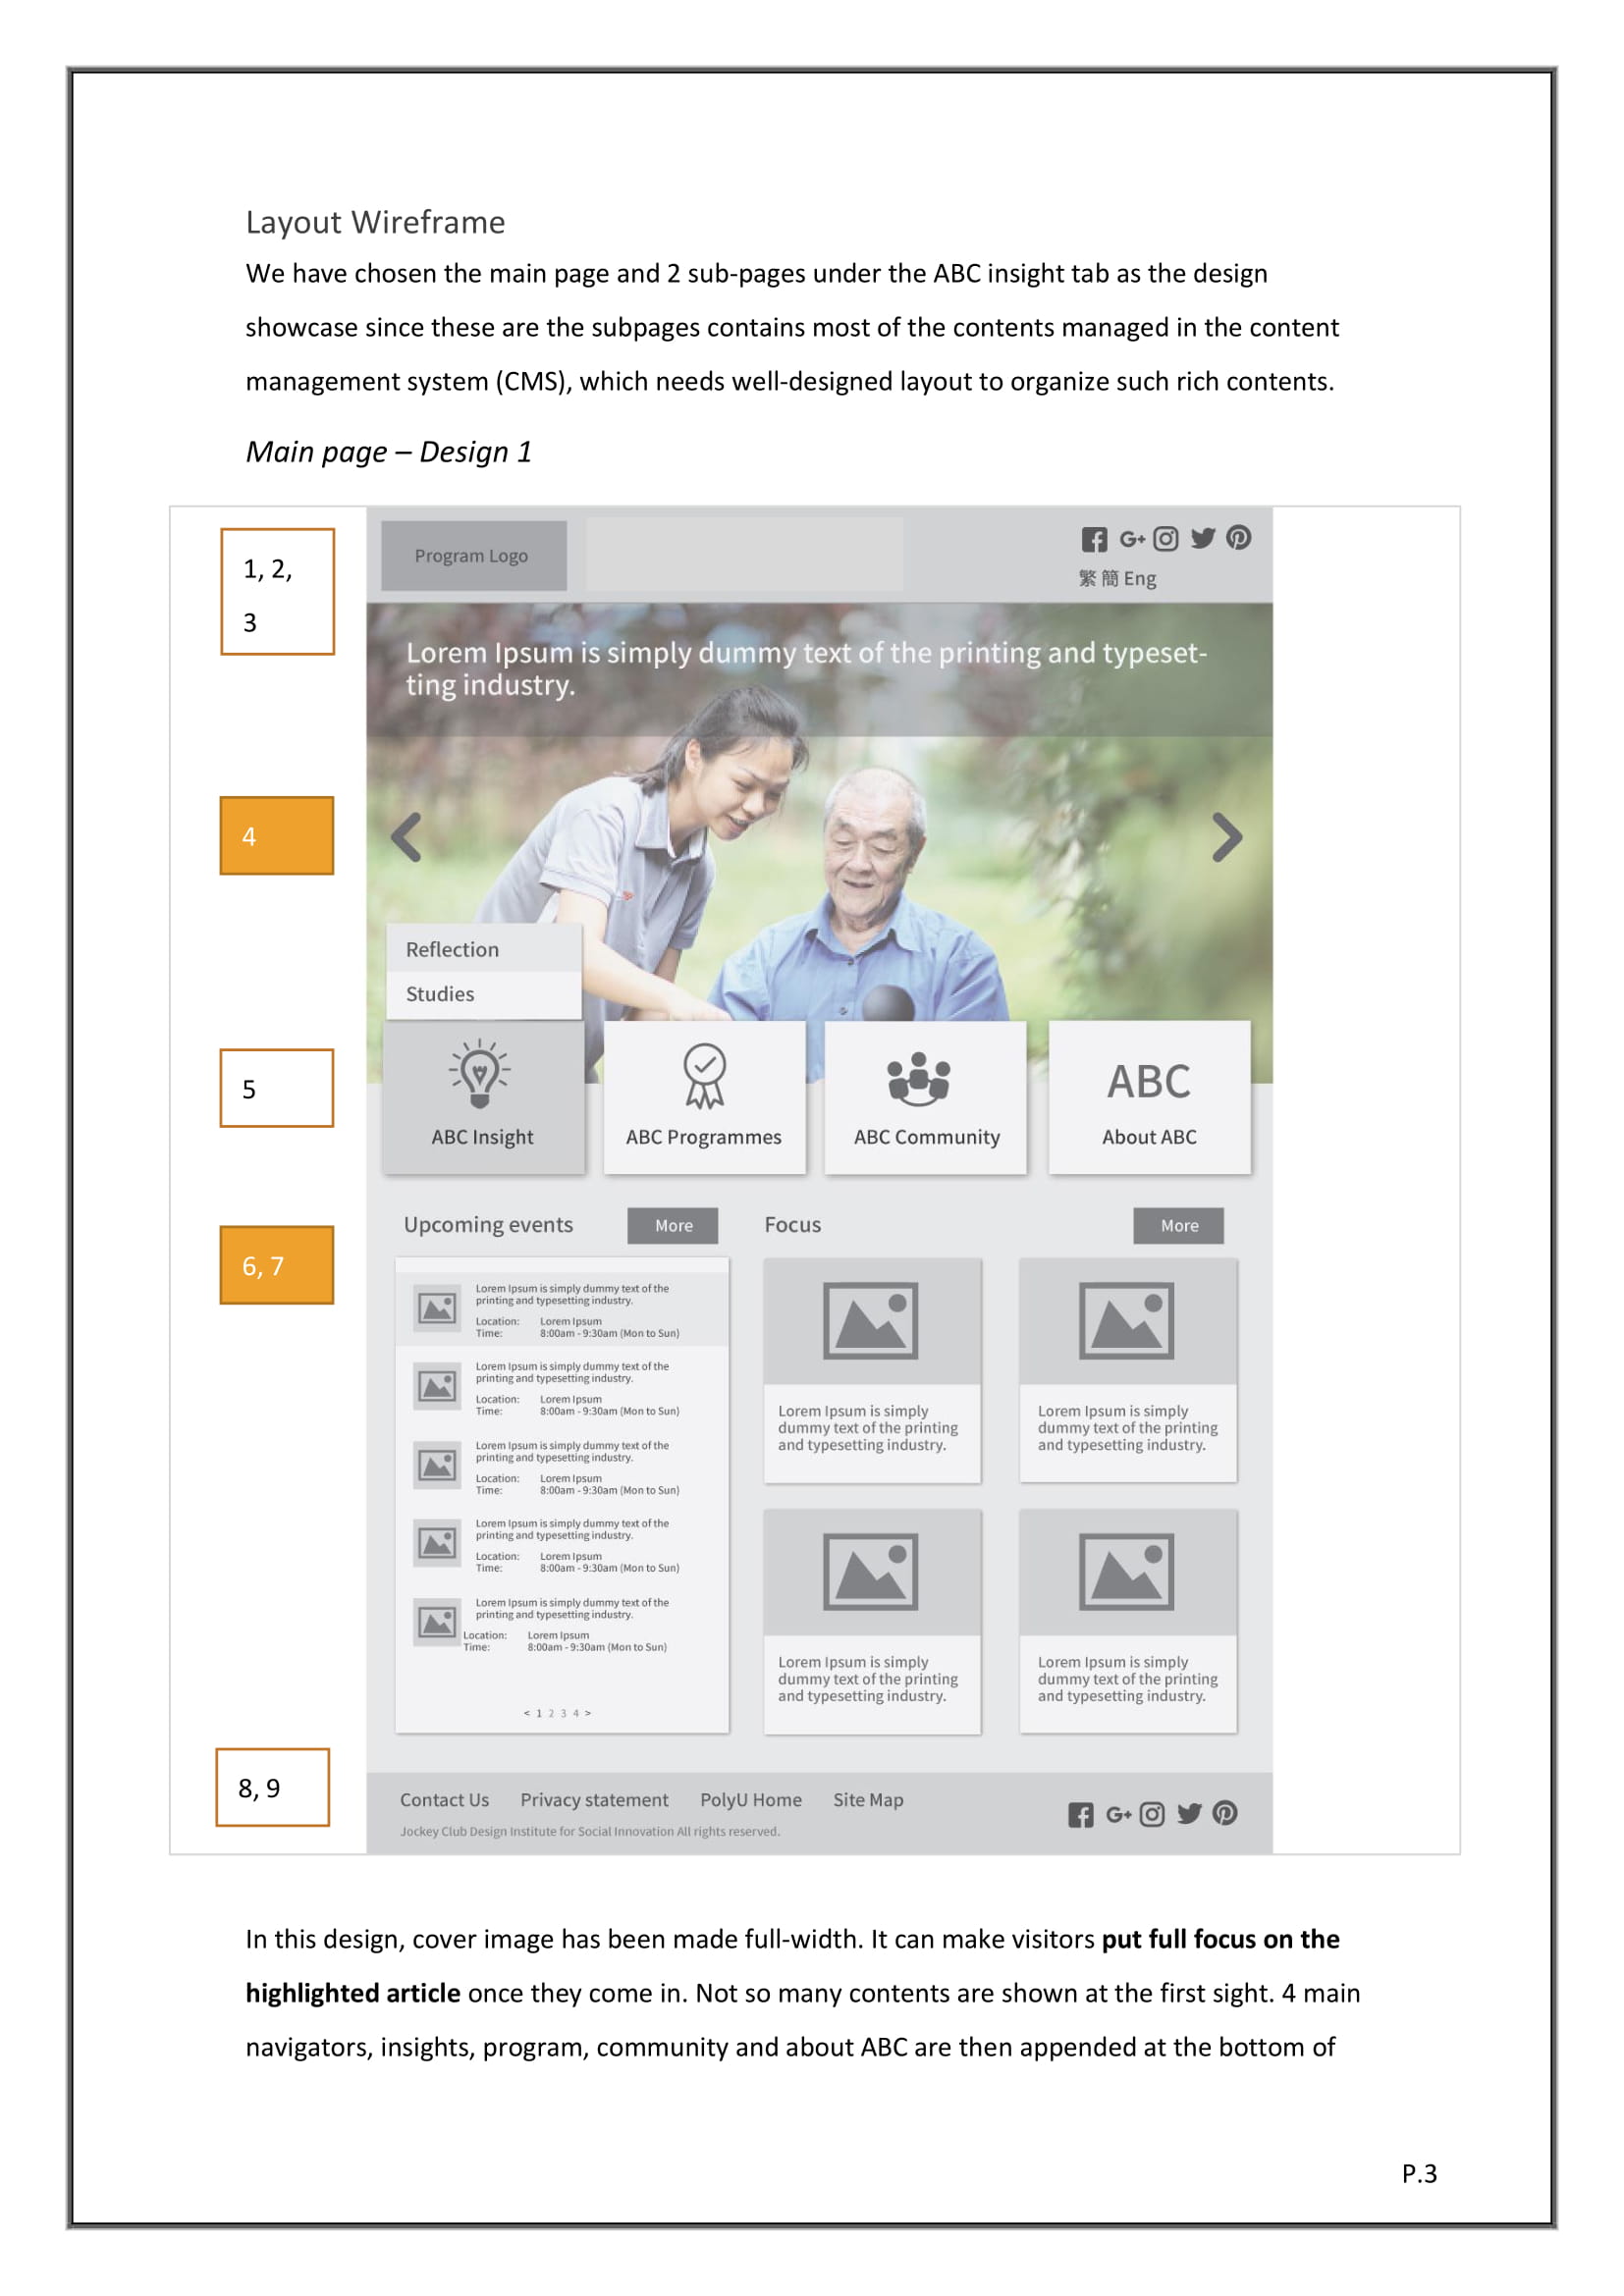 Layout Wireframe
We have chosen the main page and 2 sub-pages under the ABC insight tab as the design
showcase since these are the subpages contains most of the contents managed in the content
management system (CMS), which needs well-designed layout to organize such rich contents.
Main page – Design 1
1, 2,
3
Program Logo
繁 簡 Eng
Lorem Ipsum is simply dummy text of the printing and typeset-
ting industry.
4
Reflection
Studies
5
ABC
ABC Insight
ABC Programmes
ABC Community
About ABC
6, 7
Upcoming events
More
Lorem Ipsum is simply dummy text of the
printing and typesetting industry.
Location: Lorem Ipsum
Time: 8:00am - 9:30am (Mon to Sun)
Lorem Ipsum is simply dummy text of the
printing and typesetting industry.
Location: Lorem Ipsum
Time: 8:00am - 9:30am (Mon to Sun)
Lorem Ipsum is simply dummy text of the
printing and typesetting industry.
Location: Lorem Ipsum
Time: 8:00am - 9:30am (Mon to Sun)
Lorem Ipsum is simply dummy text of the
printing and typesetting industry.
Location: Lorem Ipsum
Time: 8:00am - 9:30am (Mon to Sun)
Lorem Ipsum is simply dummy text of the
printing and typesetting industry.
Location: Lorem Ipsum
Time: 8:00am - 9:30am (Mon to Sun)
< 1 2 3 4 >
Focus
More
Lorem Ipsum is simply
dummy text of the printing
and typesetting industry.
Lorem Ipsum is simply
dummy text of the printing
and typesetting industry.
Lorem Ipsum is simply
dummy text of the printing
and typesetting industry.
Lorem Ipsum is simply
dummy text of the printing
and typesetting industry.
8, 9
Contact Us Privacy statement PolyU Home Site Map
Jockey Club Design Institute for Social Innovation All rights reserved.
In this design, cover image has been made full-width. It can make visitors put full focus on the
highlighted article once they come in. Not so many contents are shown at the first sight. 4 main
navigators, insights, program, community and about ABC are then appended at the bottom of
P.3